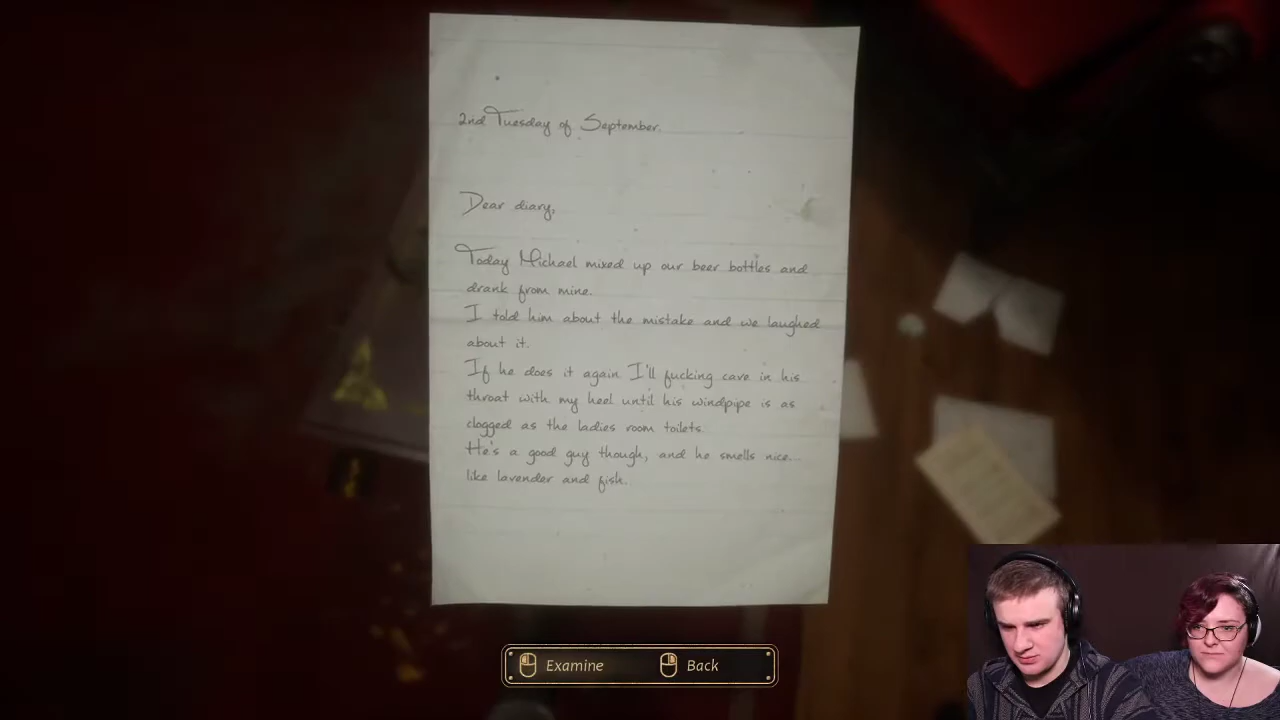 2nd Tuesday of September.
Dear diary,
Today Michael mixed up our beer bottles and
drank from mine.
I told him about the mistake and we laughed
about it.
If he does it again I'll fucking cave in his
throat with my heel until his windpipe is as
clogged as the ladies room toilets.
He's a good guy though, and he smells nice...
like lavender and fish.
Examine Back